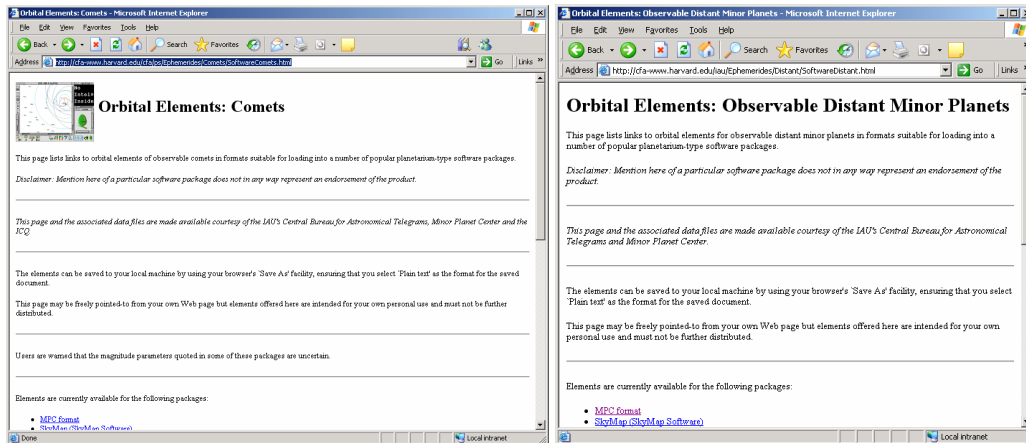 Orbital Elements: Comets - Microsoft Internet Explorer
File Edit View Favorites Tools Help
Back Search Favorites
Address http://cfa-www.harvard.edu/cfa/ps/Ephemerides/Comets/SoftwareComets.html Go Links »
No
Intels
Inside
Orbital Elements: Comets
This page lists links to orbital elements of observable comets in formats suitable for loading into a number of popular planetarium-type software packages.
Disclaimer: Mention here of a particular software package does not in any way represent an endorsement of the product.
This page and the associated data files are made available courtesy of the IAU's Central Bureau for Astronomical Telegrams, Minor Planet Center and the
ICQ.
The elements can be saved to your local machine by using your browser's `Save As' facility, ensuring that you select `Plain text' as the format for the saved
document.
This page may be freely pointed-to from your own Web page but elements offered here are intended for your own personal use and must not be further
distributed.
Users are warned that the magnitude parameters quoted in some of these packages are uncertain.
Elements are currently available for the following packages:
• MPC format
• SkyMap (SkyMap Software)
Done Local intranet
Orbital Elements: Observable Distant Minor Planets - Microsoft Internet Explorer
File Edit View Favorites Tools Help
Back Search Favorites
Address http://cfa-www.harvard.edu/iau/Ephemerides/Distant/SoftwareDistant.html Go Links
Orbital Elements: Observable Distant Minor Planets
This page lists links to orbital elements for observable distant minor planets in formats suitable for loading into a
number of popular planetarium-type software packages.
Disclaimer: Mention here of a particular software package does not in any way represent an endorsement of the
product.
This page and the associated data files are made available courtesy of the IAU's Central Bureau for Astronomical
Telegrams and Minor Planet Center.
The elements can be saved to your local machine by using your browser's `Save As' facility, ensuring that you select
`Plain text' as the format for the saved document.
This page may be freely pointed-to from your own Web page but elements offered here are intended for your own
personal use and must not be further distributed.
Elements are currently available for the following packages:
• MPC format
• SkyMap (SkyMap Software)
Local intranet